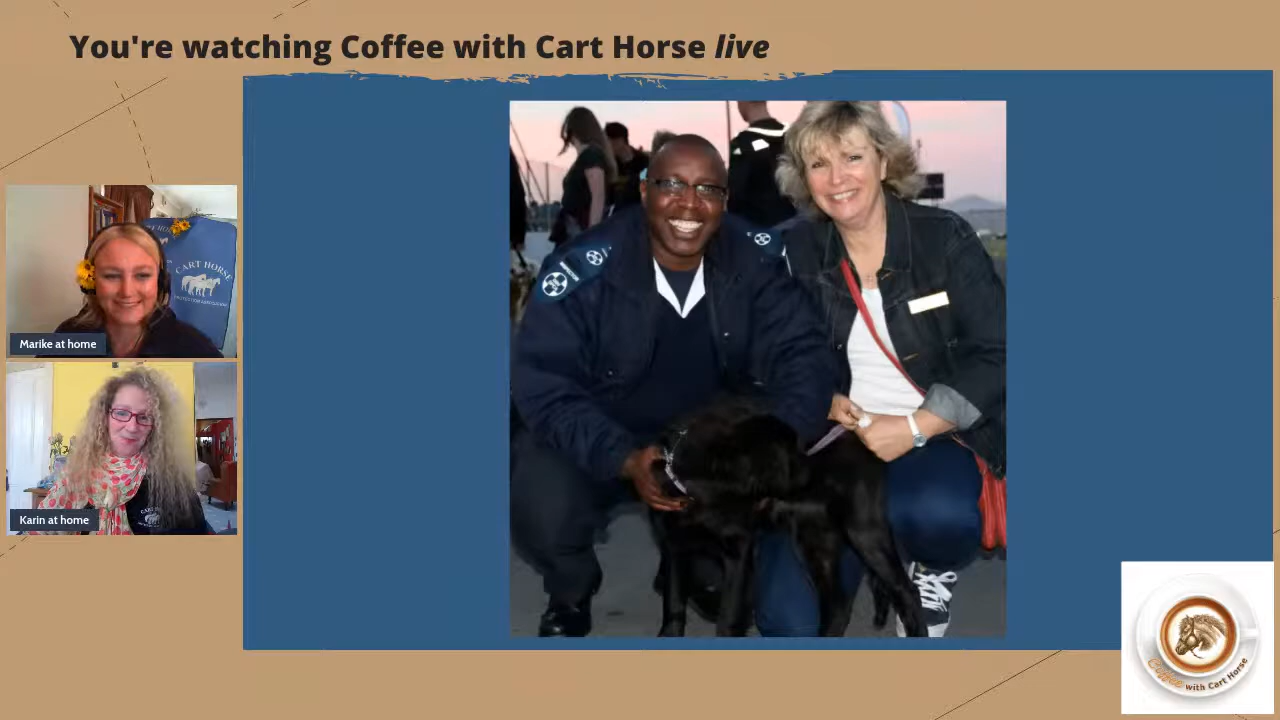 You're watching Coffee with Cart Horse live
CART HORSE
Marike at home
Karin at home
Coffee with Cart Horse